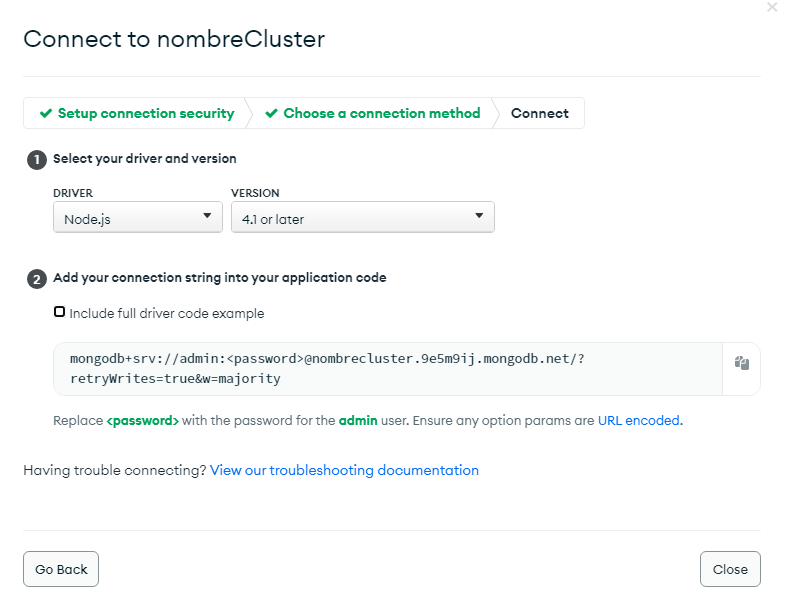 Connect to nombreCluster
Setup connection security Choose a connection method Connect
1 Select your driver and version
DRIVER VERSION
Node.js 4.1 or later
2 Add your connection string into your application code
Include full driver code example
mongodb+srv://admin:<password>@nombrecluster.9e5m9ij.mongodb.net/?
retryWrites=true&w=majority
Replace <password> with the password for the admin user. Ensure any option params are URL encoded.
Having trouble connecting? View our troubleshooting documentation
Go Back Close